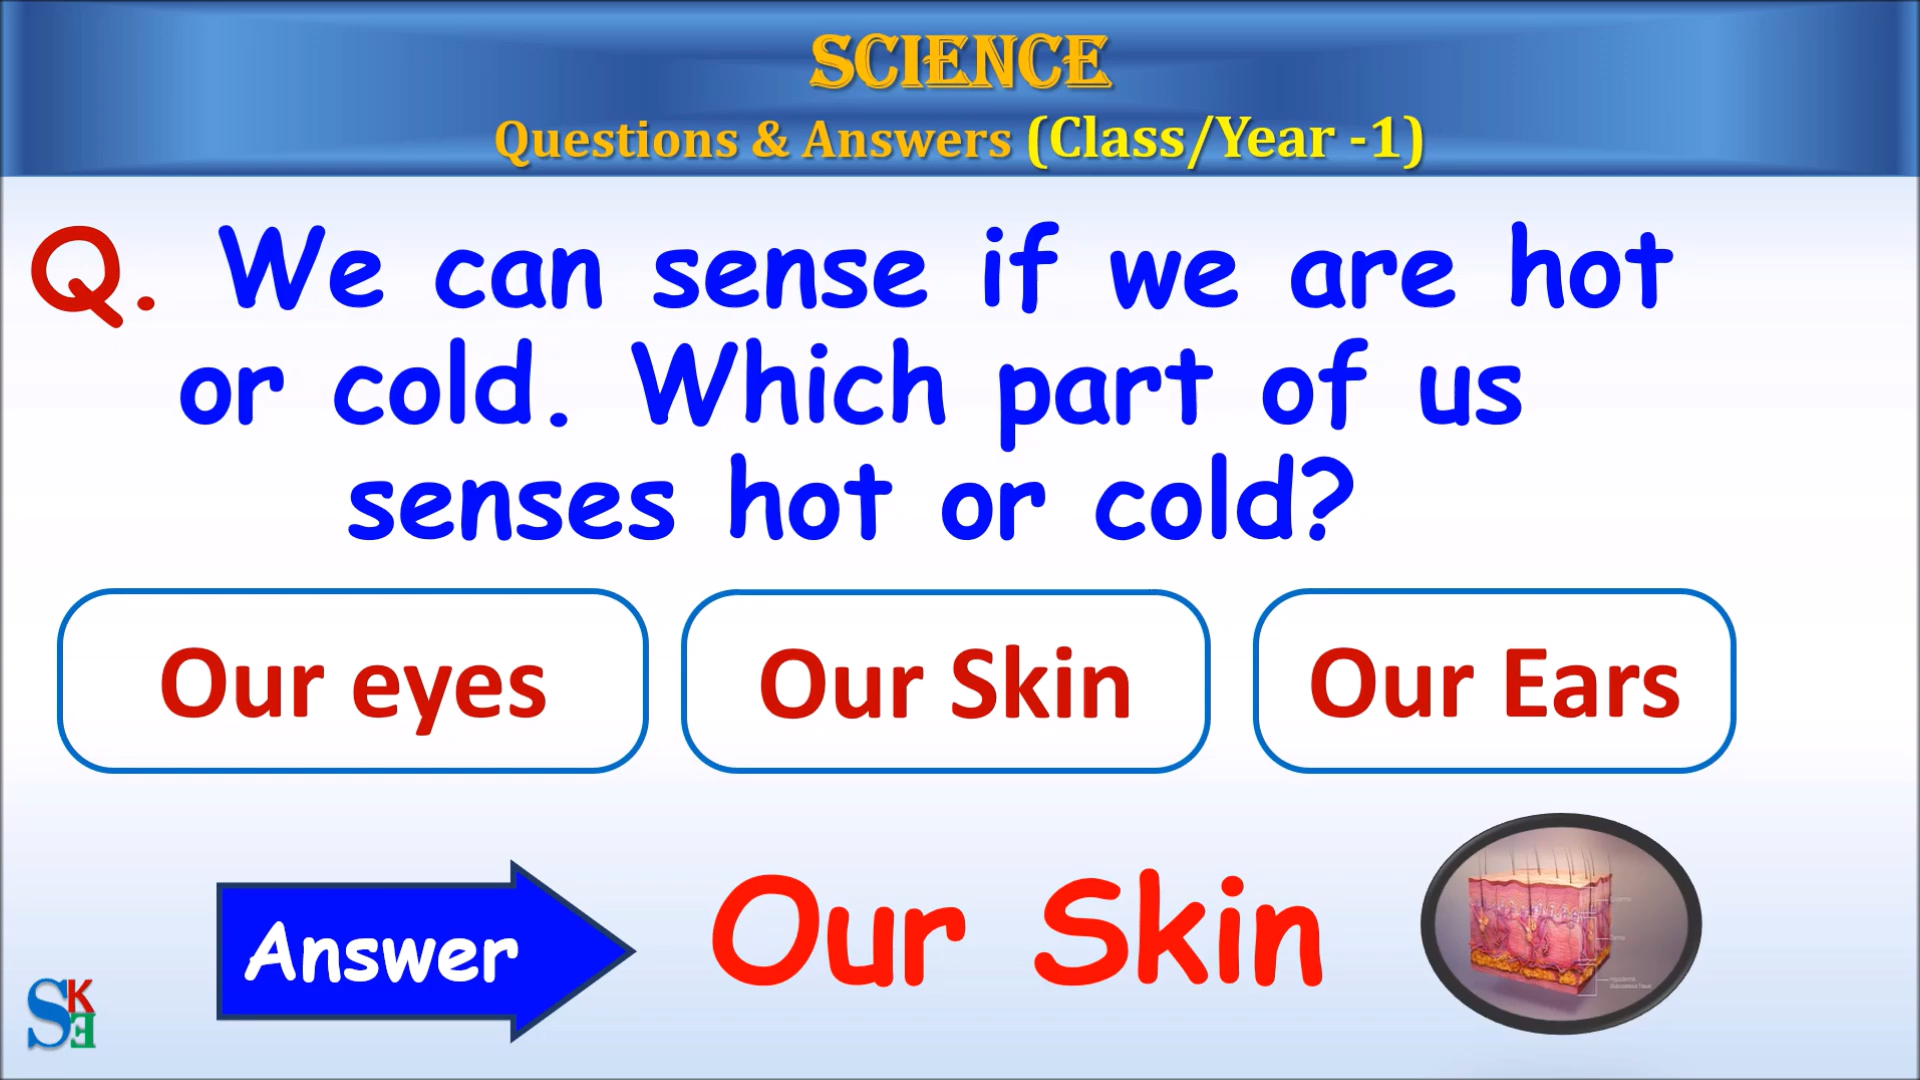 SCIENCE
Questions & Answers (Class/Year -1)
Q. We can sense if we are hot
or cold. Which part of us
senses hot or cold?
Our eyes
Our Skin
Our Ears
Answer
Our Skin
SKE